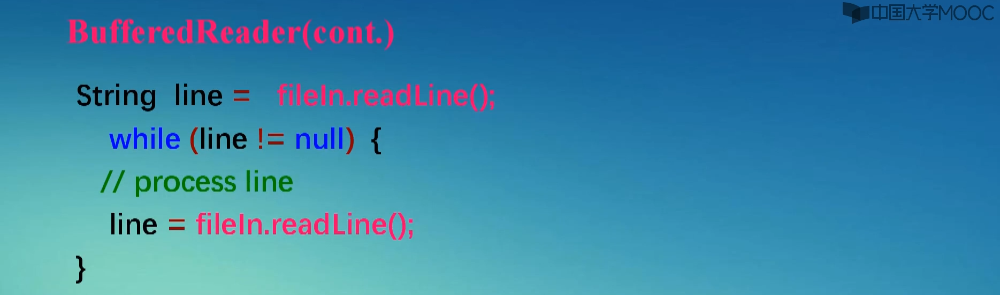 中国大学MOOC
BufferedReader(cont.)
String line = fileIn.readLine();
while (line != null) {
// process line
line = fileIn.readLine();
}